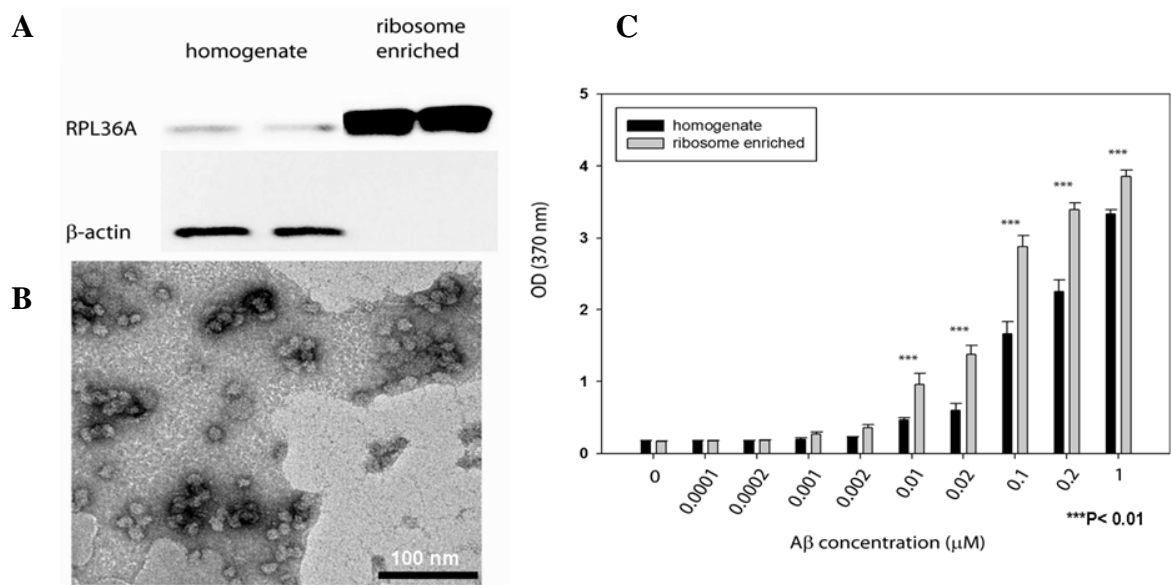 A
homogenate
ribosome
enriched
RPL36A
β-actin
B
100 nm
C
5
4
3
2
1
0
OD (370 nm)
homogenate
ribosome enriched
***
***
***
***
***
0
0.0001
0.0002
0.001
0.002
0.01
0.02
0.1
0.2
1
***P< 0.01
Aβ concentration (μM)